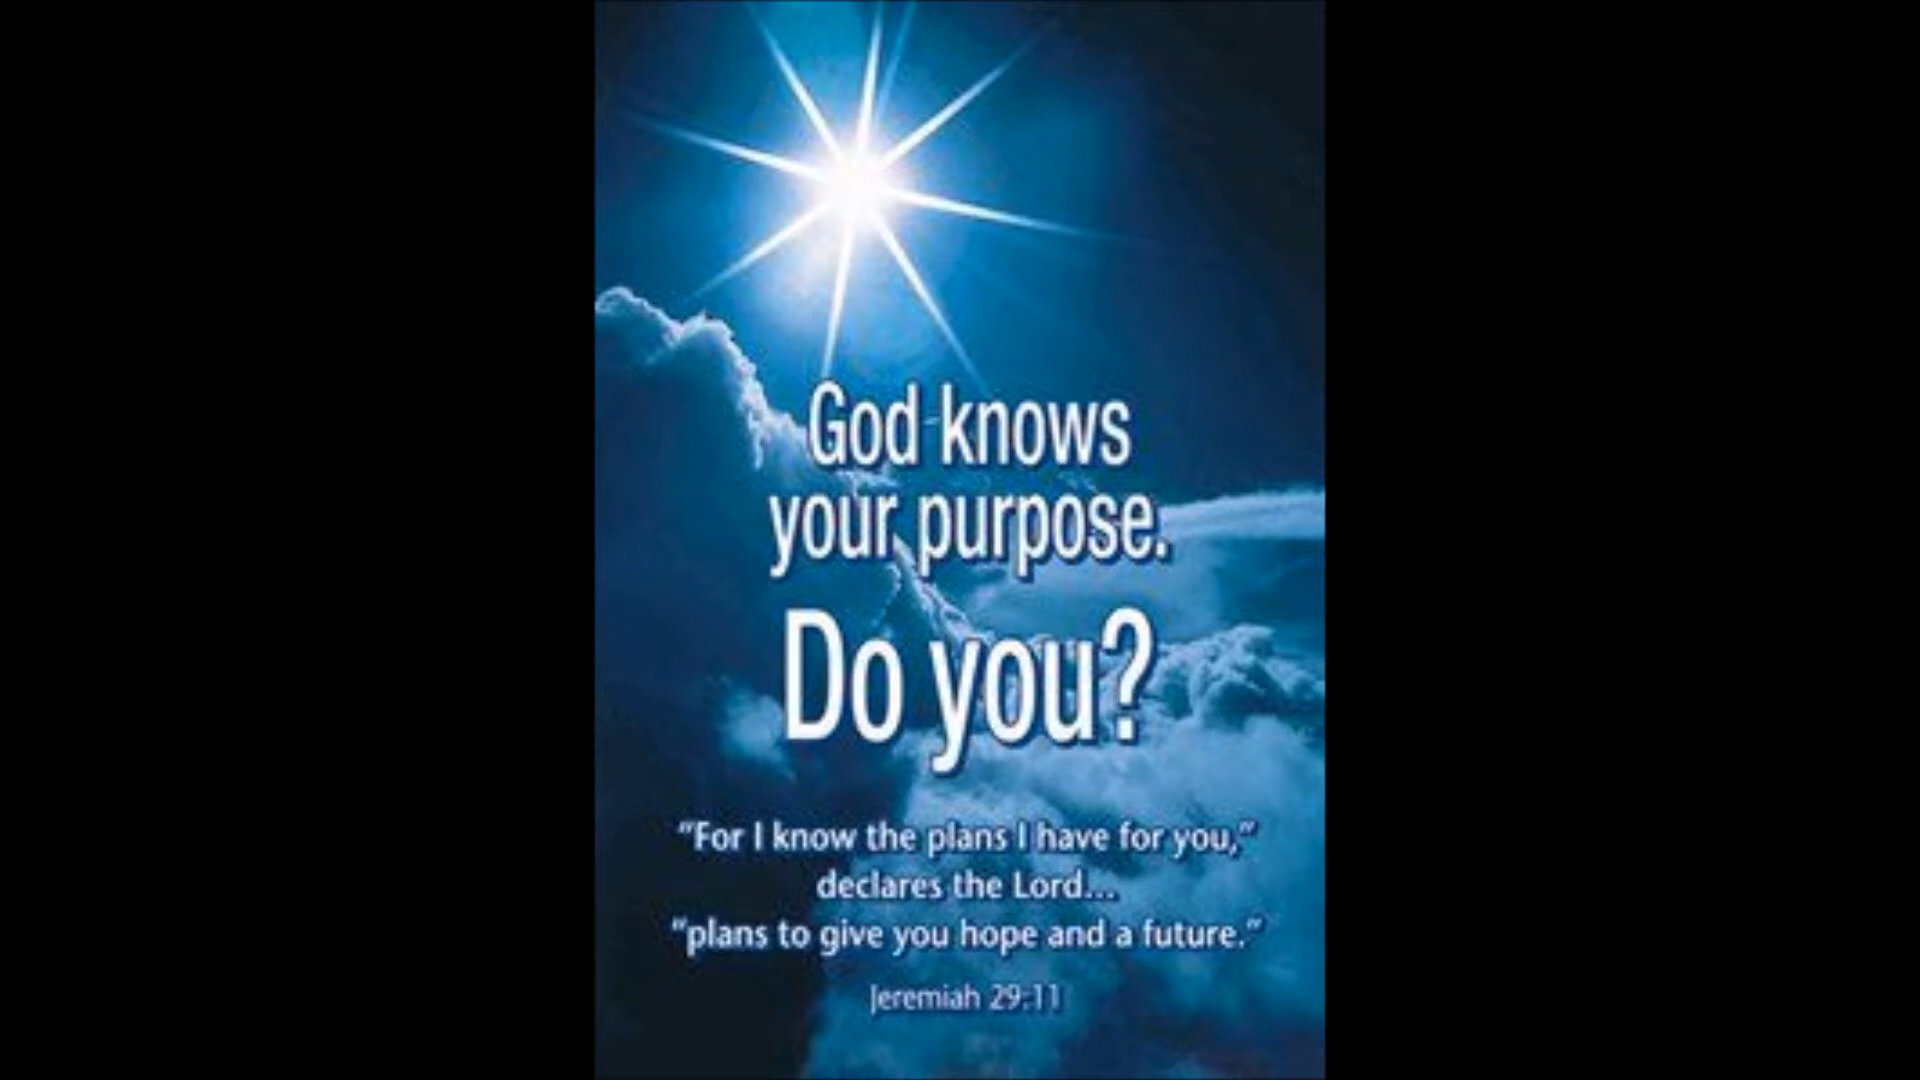 God knows
your purpose.
Do you?
“For I know the plans I have for you,”
declares the Lord...
“plans to give you hope and a future.”
Jeremiah 29:11